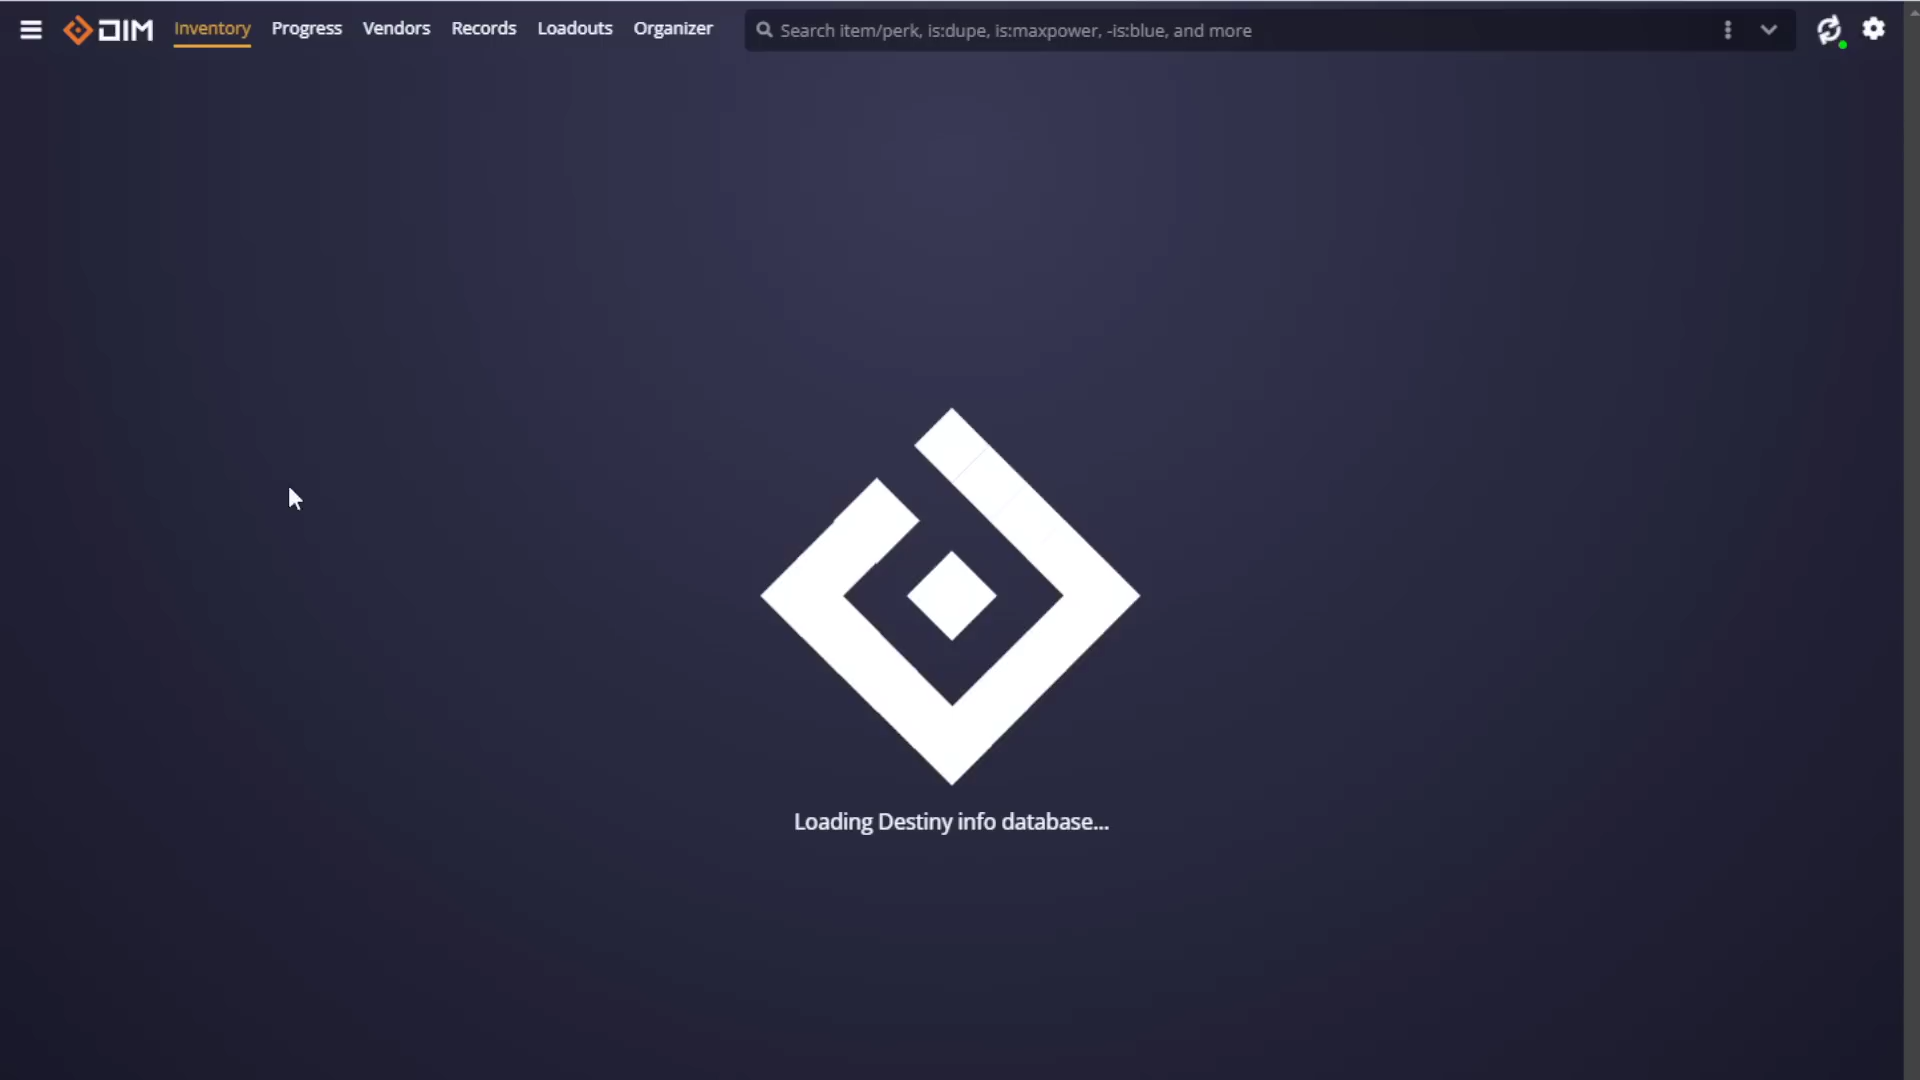 DIM Inventory Progress Vendors Records Loadouts Organizer Search item/perk, is:dupe, is:maxpower, -is:blue, and more
Loading Destiny info database...